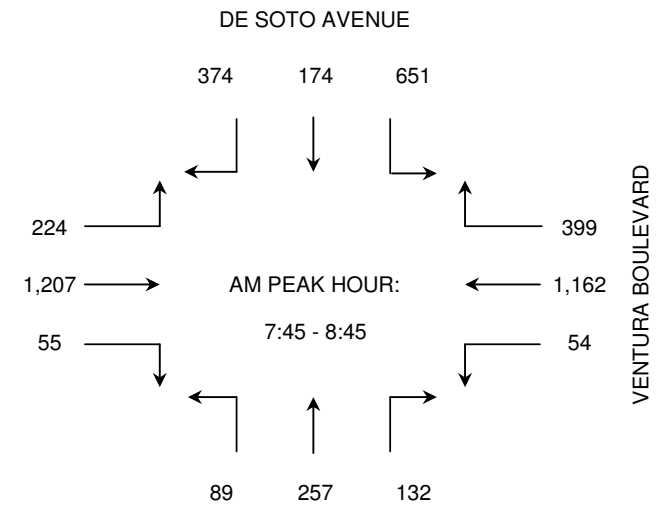 DE SOTO AVENUE
374 174 651
224
399
1,207
AM PEAK HOUR:
1,162
7:45 - 8:45
55
54
VENTURA BOULEVARD
89 257 132